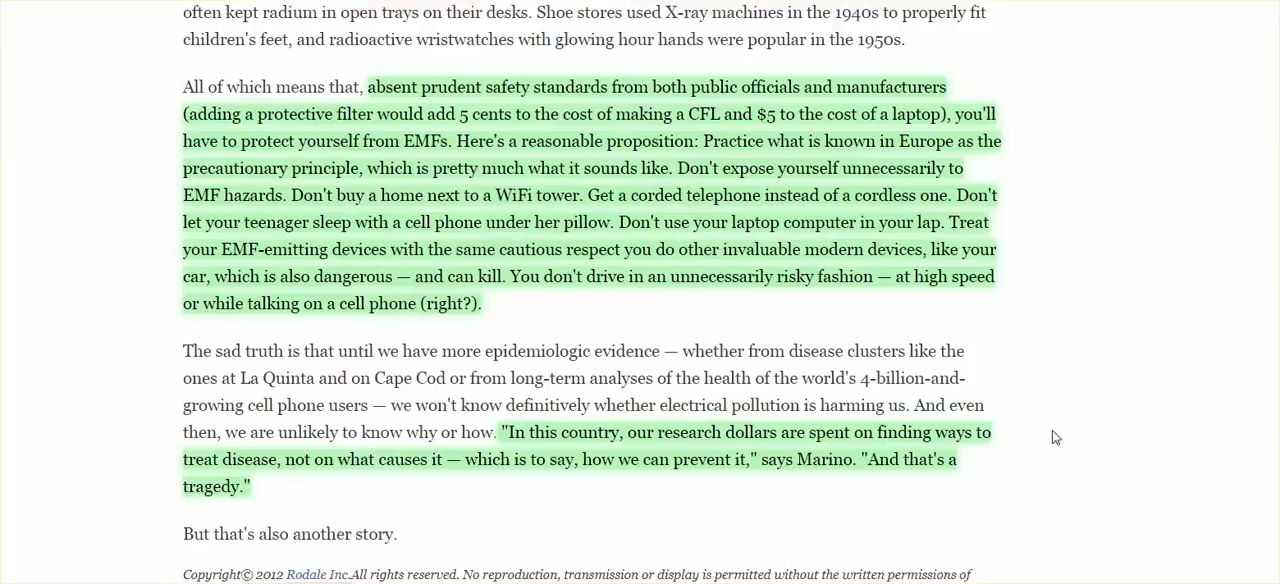 often kept radium in open trays on their desks. Shoe stores used X-ray machines in the 1940s to properly fit
children's feet, and radioactive wristwatches with glowing hour hands were popular in the 1950s.
All of which means that, absent prudent safety standards from both public officials and manufacturers
(adding a protective filter would add 5 cents to the cost of making a CFL and $5 to the cost of a laptop), you'll
have to protect yourself from EMFs. Here's a reasonable proposition: Practice what is known in Europe as the
precautionary principle, which is pretty much what it sounds like. Don't expose yourself unnecessarily to
EMF hazards. Don't buy a home next to a WiFi tower. Get a corded telephone instead of a cordless one. Don't
let your teenager sleep with a cell phone under her pillow. Don't use your laptop computer in your lap. Treat
your EMF-emitting devices with the same cautious respect you do other invaluable modern devices, like your
car, which is also dangerous — and can kill. You don't drive in an unnecessarily risky fashion — at high speed
or while talking on a cell phone (right?).
The sad truth is that until we have more epidemiologic evidence — whether from disease clusters like the
ones at La Quinta and on Cape Cod or from long-term analyses of the health of the world's 4-billion-and-
growing cell phone users — we won't know definitively whether electrical pollution is harming us. And even
then, we are unlikely to know why or how. "In this country, our research dollars are spent on finding ways to
treat disease, not on what causes it — which is to say, how we can prevent it," says Marino. "And that's a
tragedy."
But that's also another story.
Copyright© 2012 Rodale Inc.All rights reserved. No reproduction, transmission or display is permitted without the written permissions of